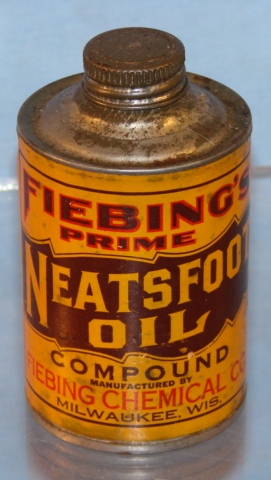 FIEBING'S
PRIME
NEATSFOOT
OIL
COMPOUND
MANUFACTURED BY
FIEBING CHEMICAL CO.
MILWAUKEE, WIS.